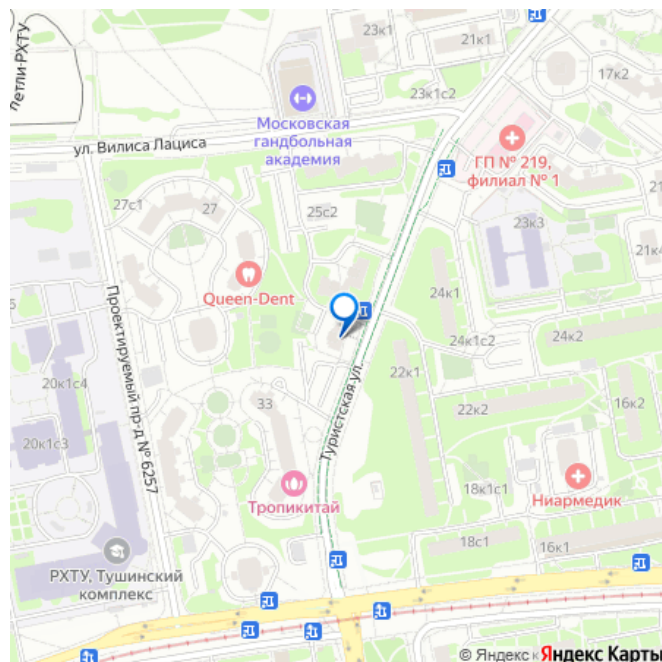 Петли-РХТУ
23к1
21к1
17к2
23к1с2
Московская
гандбольная
академия
ул. Вилиса Лациса
ГП № 219,
филиал № 1
27с1
27
25с2
23к3
21к4
Queen-Dent
Проектируемый пр-д № 6257
24к1
24к1с2
24к2
22к1
20к1с4
33
Туристская ул.
22к2
16к2
20к1с3
Тропикитай
18к1с1
Ниармедик
18с1
16к1
РХТУ, Тушинский
комплекс
© Яндекс к Яндекс Карты